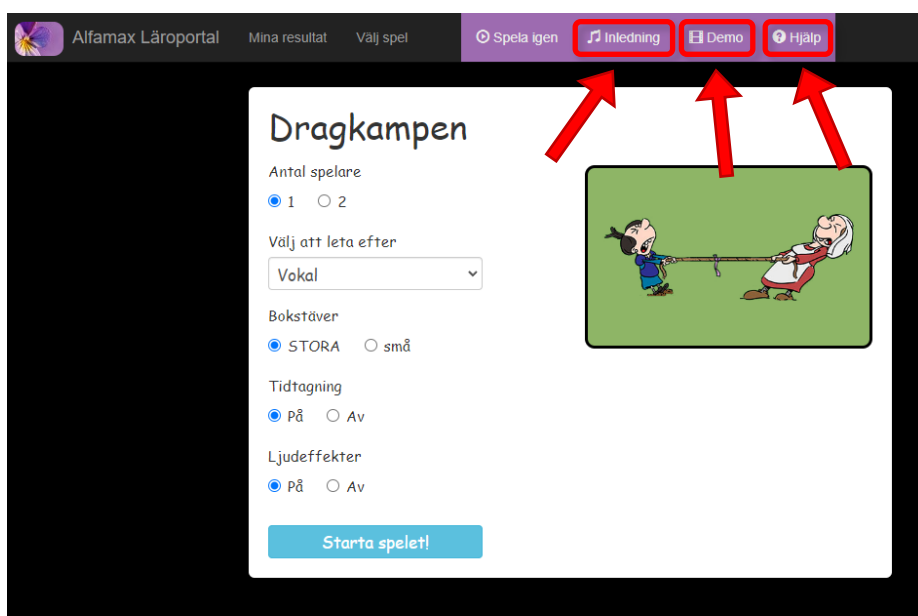 Alfamax Läroportal Mina resultat Välj spel Spela igen Inledning Demo Hjälp
Dragkampen
Antal spelare
1 2
Välj att leta efter
Vokal
Bokstäver
STORA små
Tidtagning
På Av
Ljudeffekter
På Av
Starta spelet!